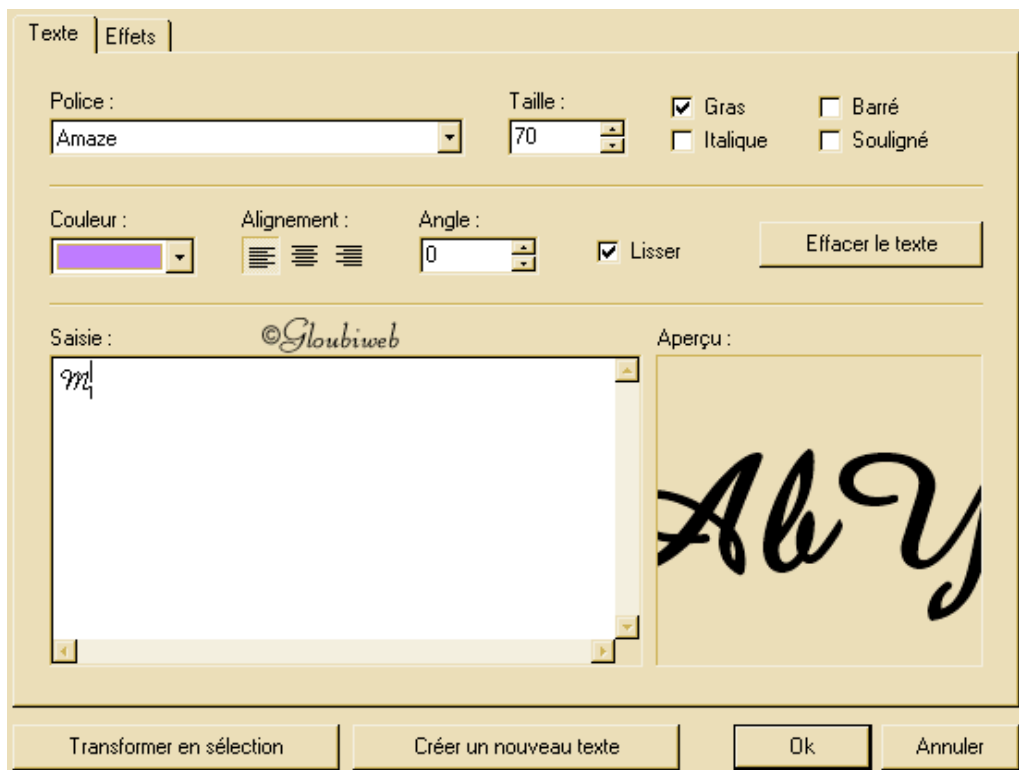 Texte Effets
Police : Taille :
Amaze 70 Gras Barré
Italique Souligné
Couleur : Alignement : Angle :
0 Lisser Effacer le texte
Saisie : ©Gloubiweb Aperçu :
M
AbY
Transformer en sélection Créer un nouveau texte Ok Annuler